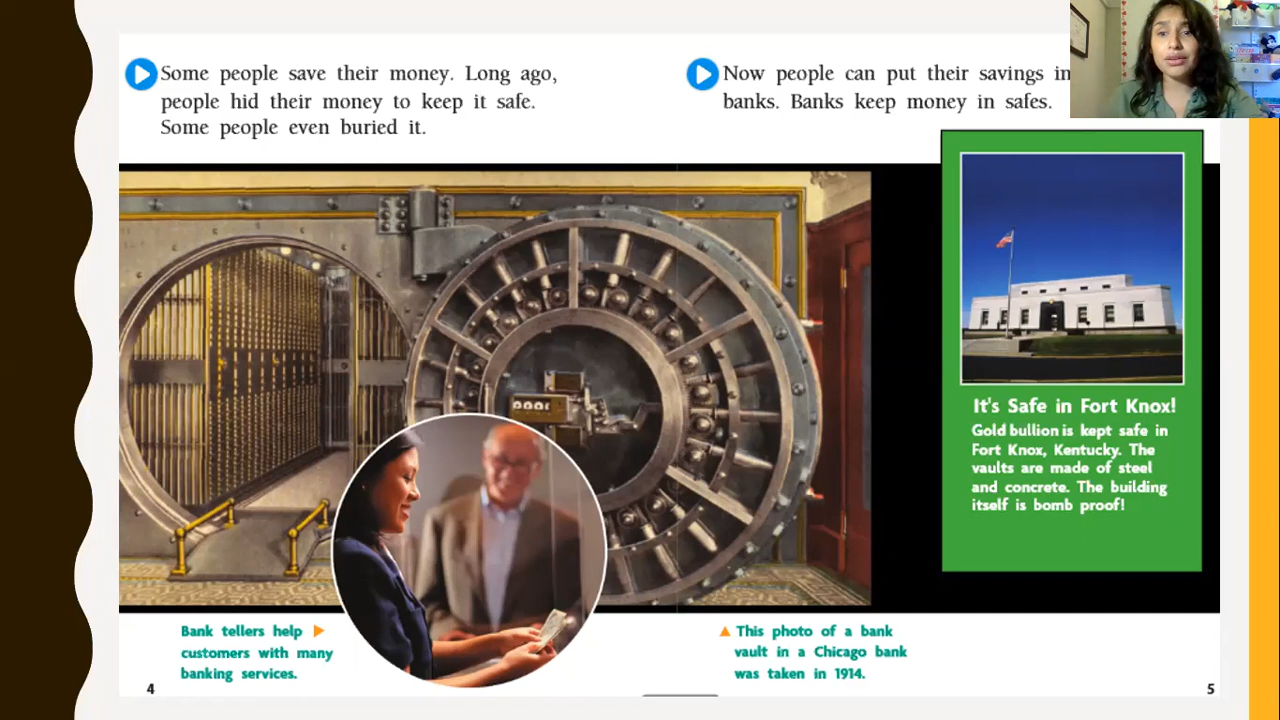 Some people save their money. Long ago,
people hid their money to keep it safe.
Some people even buried it.
Now people can put their savings in
banks. Banks keep money in safes.
It's Safe in Fort Knox!
Gold bullion is kept safe in
Fort Knox, Kentucky. The
vaults are made of steel
and concrete. The building
itself is bomb proof!
Bank tellers help
customers with many
banking services.
This photo of a bank
vault in a Chicago bank
was taken in 1914.
4
5